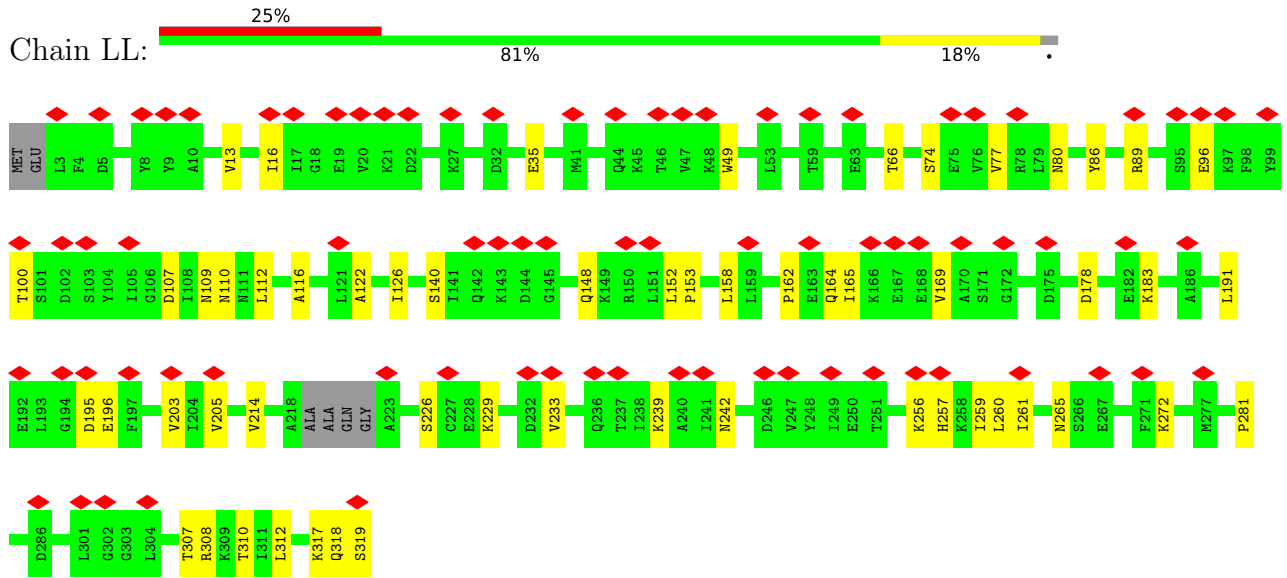 25%
Chain LL:
81% 18% •
MET GLU L3 F4 D5 Y8 Y9 A10 V13 I16 I17 G18 E19 V20 K21 D22 K27 D32 E35 M41 Q44 K45 T46 V47 K48 W49 L53 T59 E63 T66 S74 E75 V76 V77 R78 L79 N80 Y86 R89 S95 E96 K97 F98 Y99
T100 S101 D102 S103 Y104 I105 G106 D107 I108 N109 N110 N111 L112 A116 L121 A122 I126 S140 I141 Q142 K143 D144 G145 Q148 K149 R150 L151 L152 P153 L158 L159 P162 E163 Q164 I165 K166 E167 E168 V169 A170 S171 G172 D175 D178 E182 K183 A186 L191
E192 L193 G194 D195 E196 F197 V203 I204 V205 V214 A218 ALA ALA GLN GLY A223 S226 C227 E228 K229 D232 V233 Q236 T237 I238 K239 A240 I241 N242 D246 V247 Y248 I249 E250 T251 K256 H257 K258 I259 L260 I261 N265 S266 E267 F271 K272 M277 P281
D286 L301 G302 G303 L304 T307 R308 K309 T310 I311 L312 K317 Q318 S319